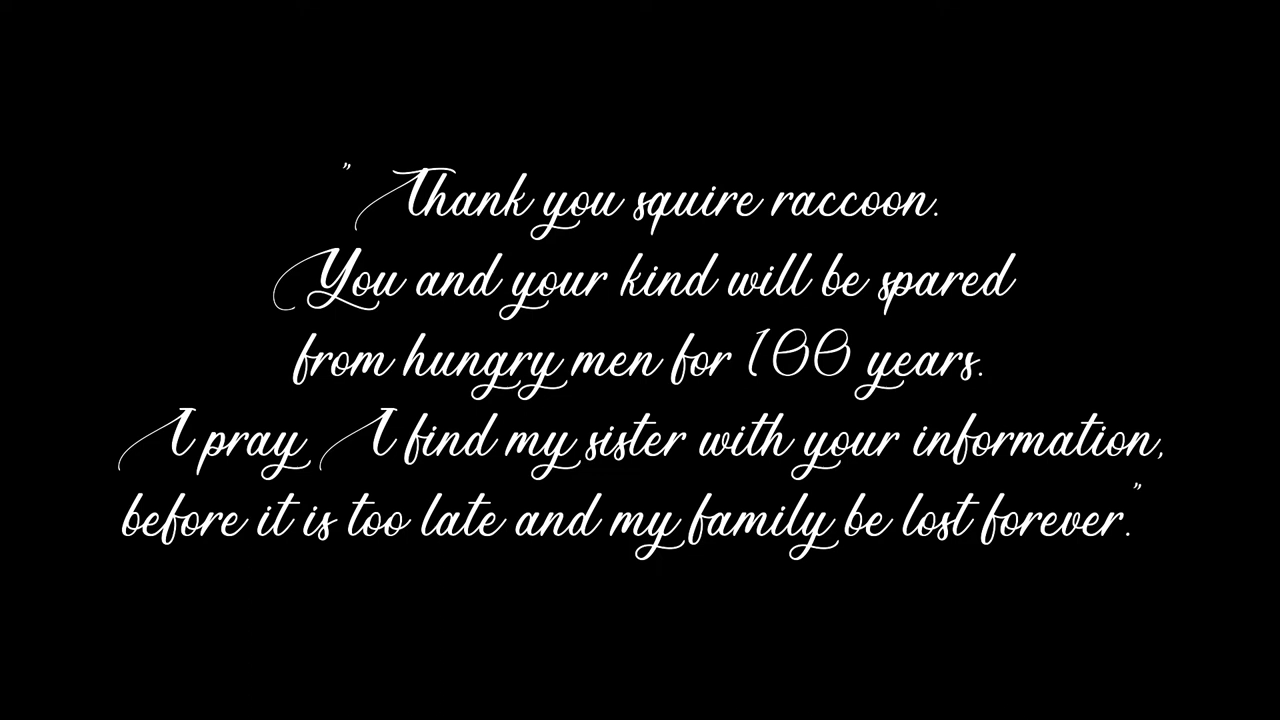 " Thank you squire raccoon.
You and your kind will be spared
from hungry men for 100 years.
I pray I find my sister with your information,
before it is too late and my family be lost forever."